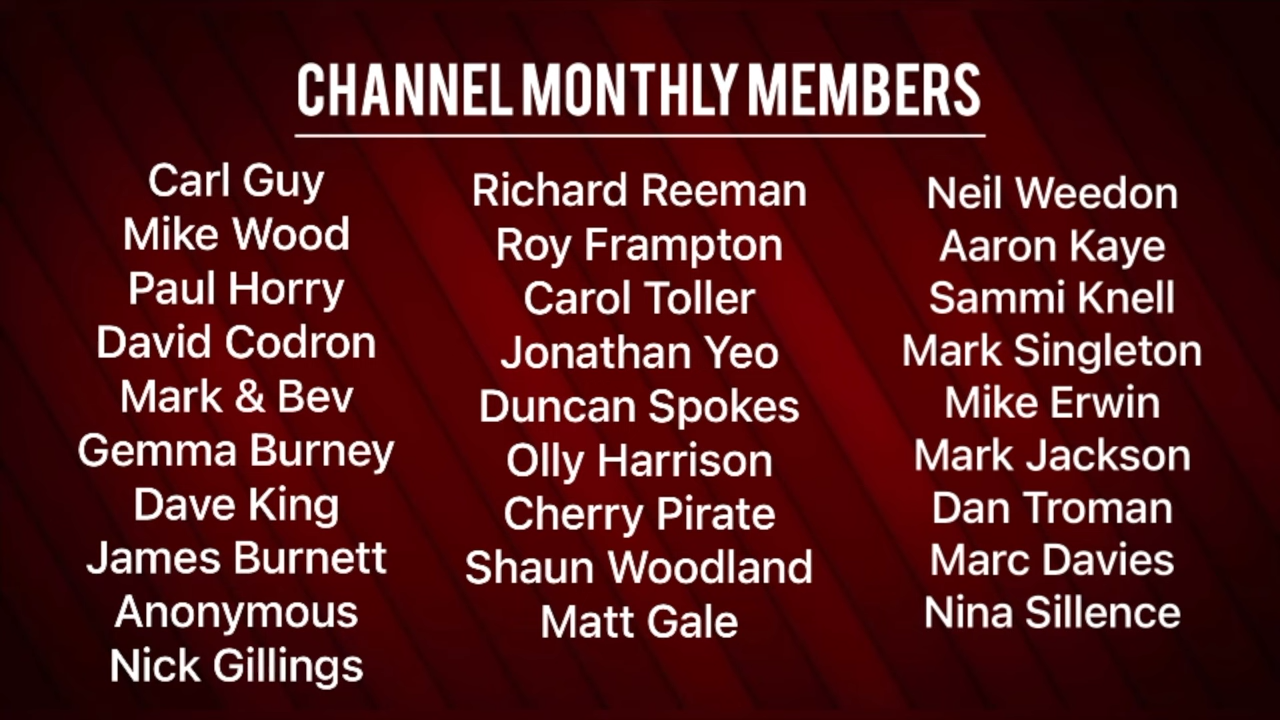 CHANNEL MONTHLY MEMBERS
Carl Guy
Mike Wood
Paul Horry
David Codron
Mark & Bev
Gemma Burney
Dave King
James Burnett
Anonymous
Nick Gillings
Richard Reeman
Roy Frampton
Carol Toller
Jonathan Yeo
Duncan Spokes
Olly Harrison
Cherry Pirate
Shaun Woodland
Matt Gale
Neil Weedon
Aaron Kaye
Sammi Knell
Mark Singleton
Mike Erwin
Mark Jackson
Dan Troman
Marc Davies
Nina Sillence